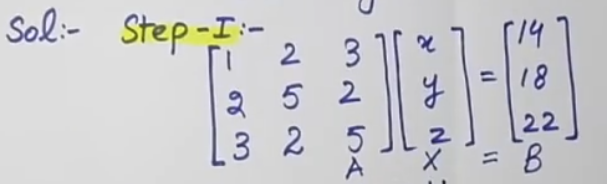 Sol:- Step-I:-
[1 2 3] [x] = [14]
[2 5 2] [y] = [18]
[3 2 5] [z] = [22]
A X = B